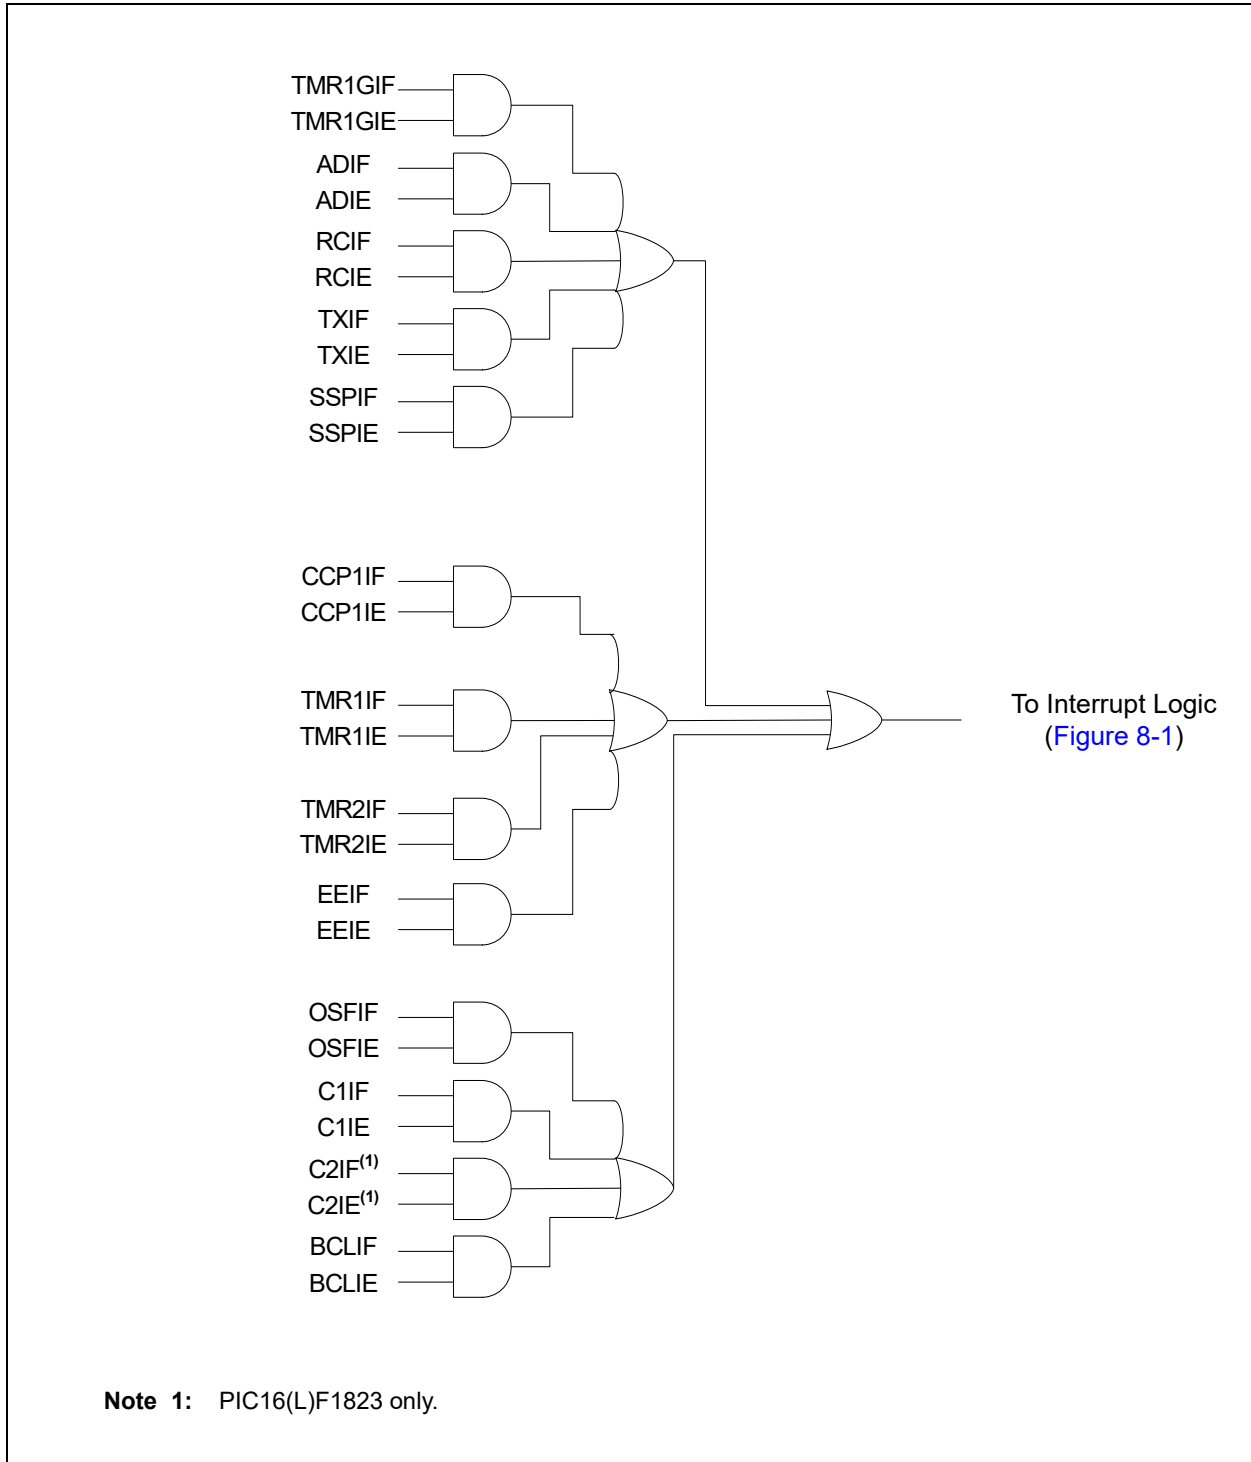 TMR1GIF
TMR1GIE
ADIF
ADIE
RCIF
RCIE
TXIF
TXIE
SSPIF
SSPIE
CCP1IF
CCP1IE
TMR1IF
TMR1IE
To Interrupt Logic
(Figure 8-1)
TMR2IF
TMR2IE
EEIF
EEIE
OSFIF
OSFIE
C1IF
C1IE
C2IF(1)
C2IE(1)
BCLIF
BCLIE
Note 1: PIC16(L)F1823 only.